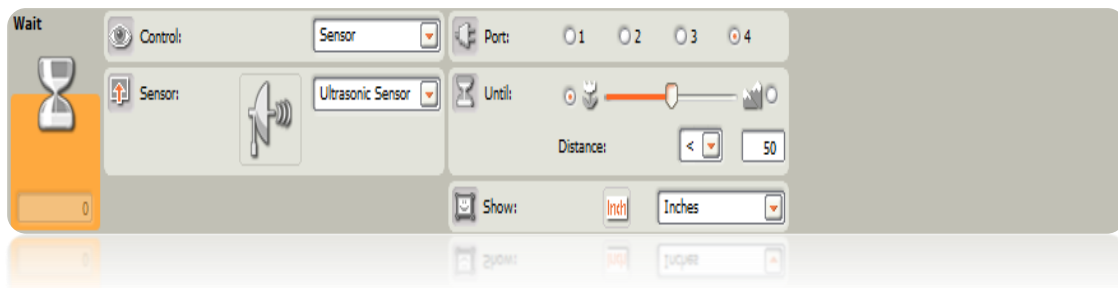 Wait
Control: Sensor
Port: 1 2 3 4
Sensor: Ultrasonic Sensor
Until:
Distance: < 50
0
Show: Inch Inches